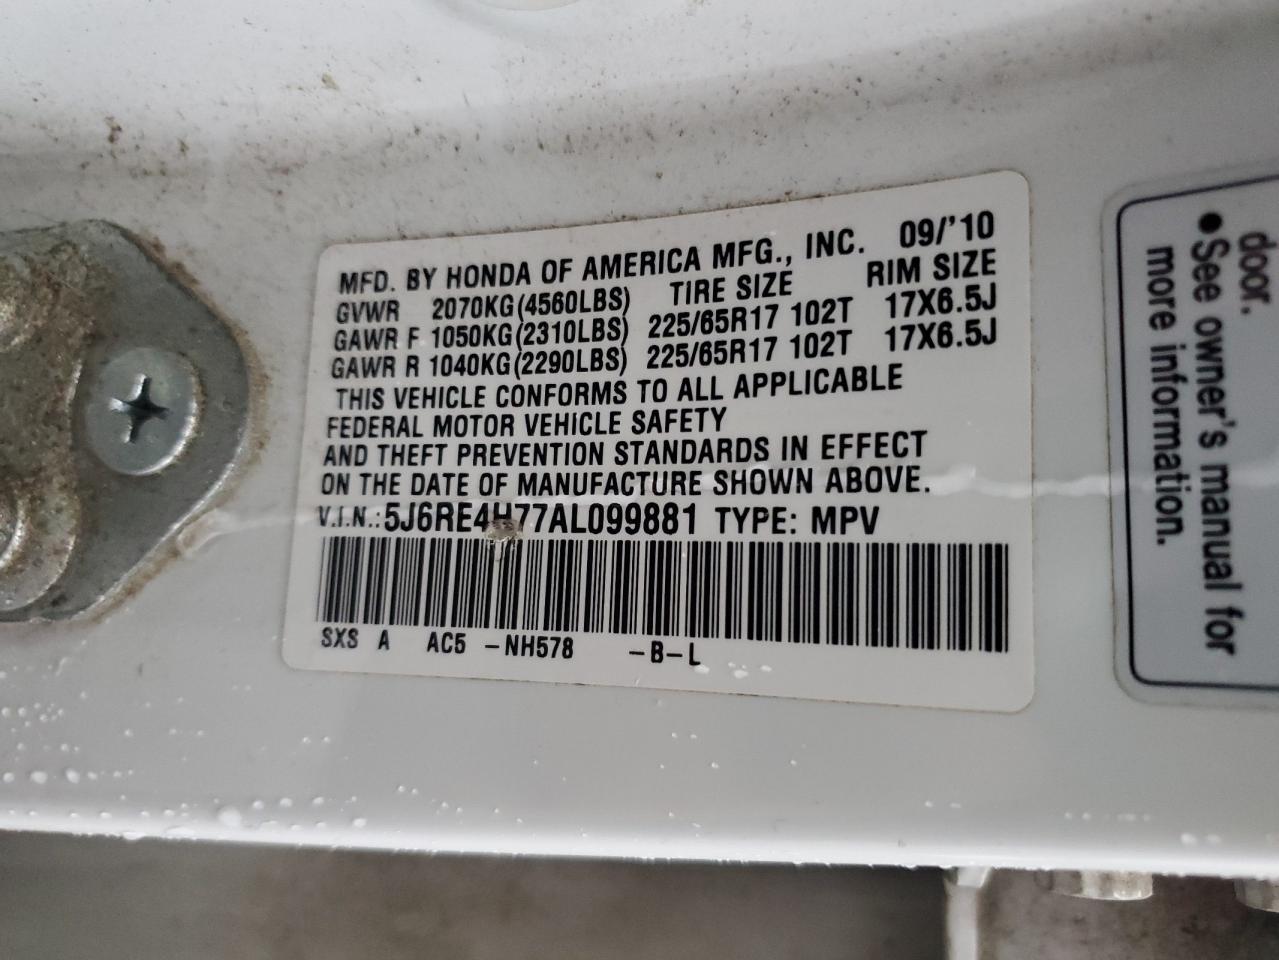 MFD. BY HONDA OF AMERICA MFG., INC. 09/'10
GVWR 2070KG(4560LBS) TIRE SIZE RIM SIZE
GAWR F 1050KG(2310LBS) 225/65R17 102T 17X6.5J
GAWR R 1040KG(2290LBS) 225/65R17 102T 17X6.5J
THIS VEHICLE CONFORMS TO ALL APPLICABLE
FEDERAL MOTOR VEHICLE SAFETY
AND THEFT PREVENTION STANDARDS IN EFFECT
ON THE DATE OF MANUFACTURE SHOWN ABOVE.
V.I.N.: 5J6RE4H77AL099881 TYPE: MPV
SXS A AC5 -NH578 -B-L
door.
●See owner's manual for
more information.